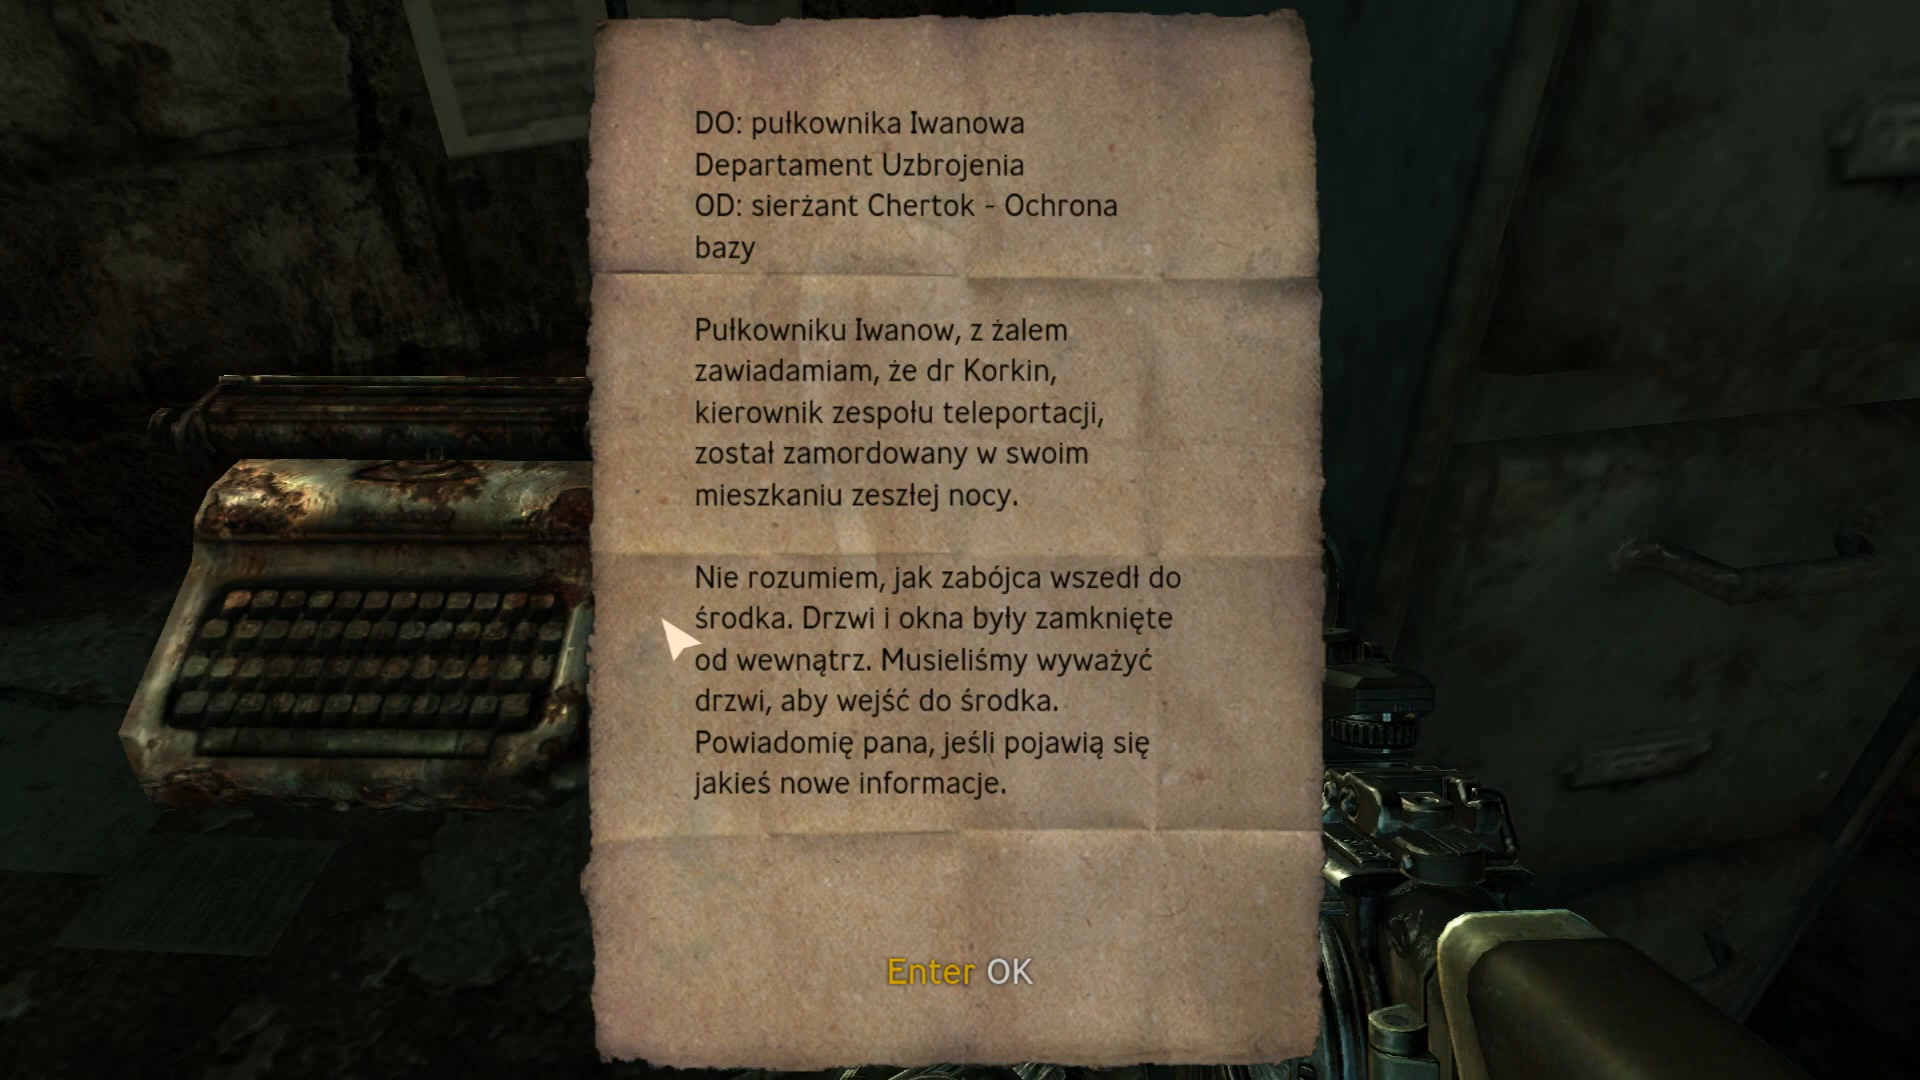 DO: pułkownika Iwanowa
Departament Uzbrojenia
OD: sierżant Chertok - Ochrona
bazy
Pułkowniku Iwanow, z żalem
zawiadamiam, że dr Korkin,
kierownik zespołu teleportacji,
został zamordowany w swoim
mieszkaniu zeszłej nocy.
Nie rozumiem, jak zabójca wszedł do
środka. Drzwi i okna były zamknięte
od wewnątrz. Musieliśmy wyważyć
drzwi, aby wejść do środka.
Powiadomię pana, jeśli pojawią się
jakieś nowe informacje.
Enter OK